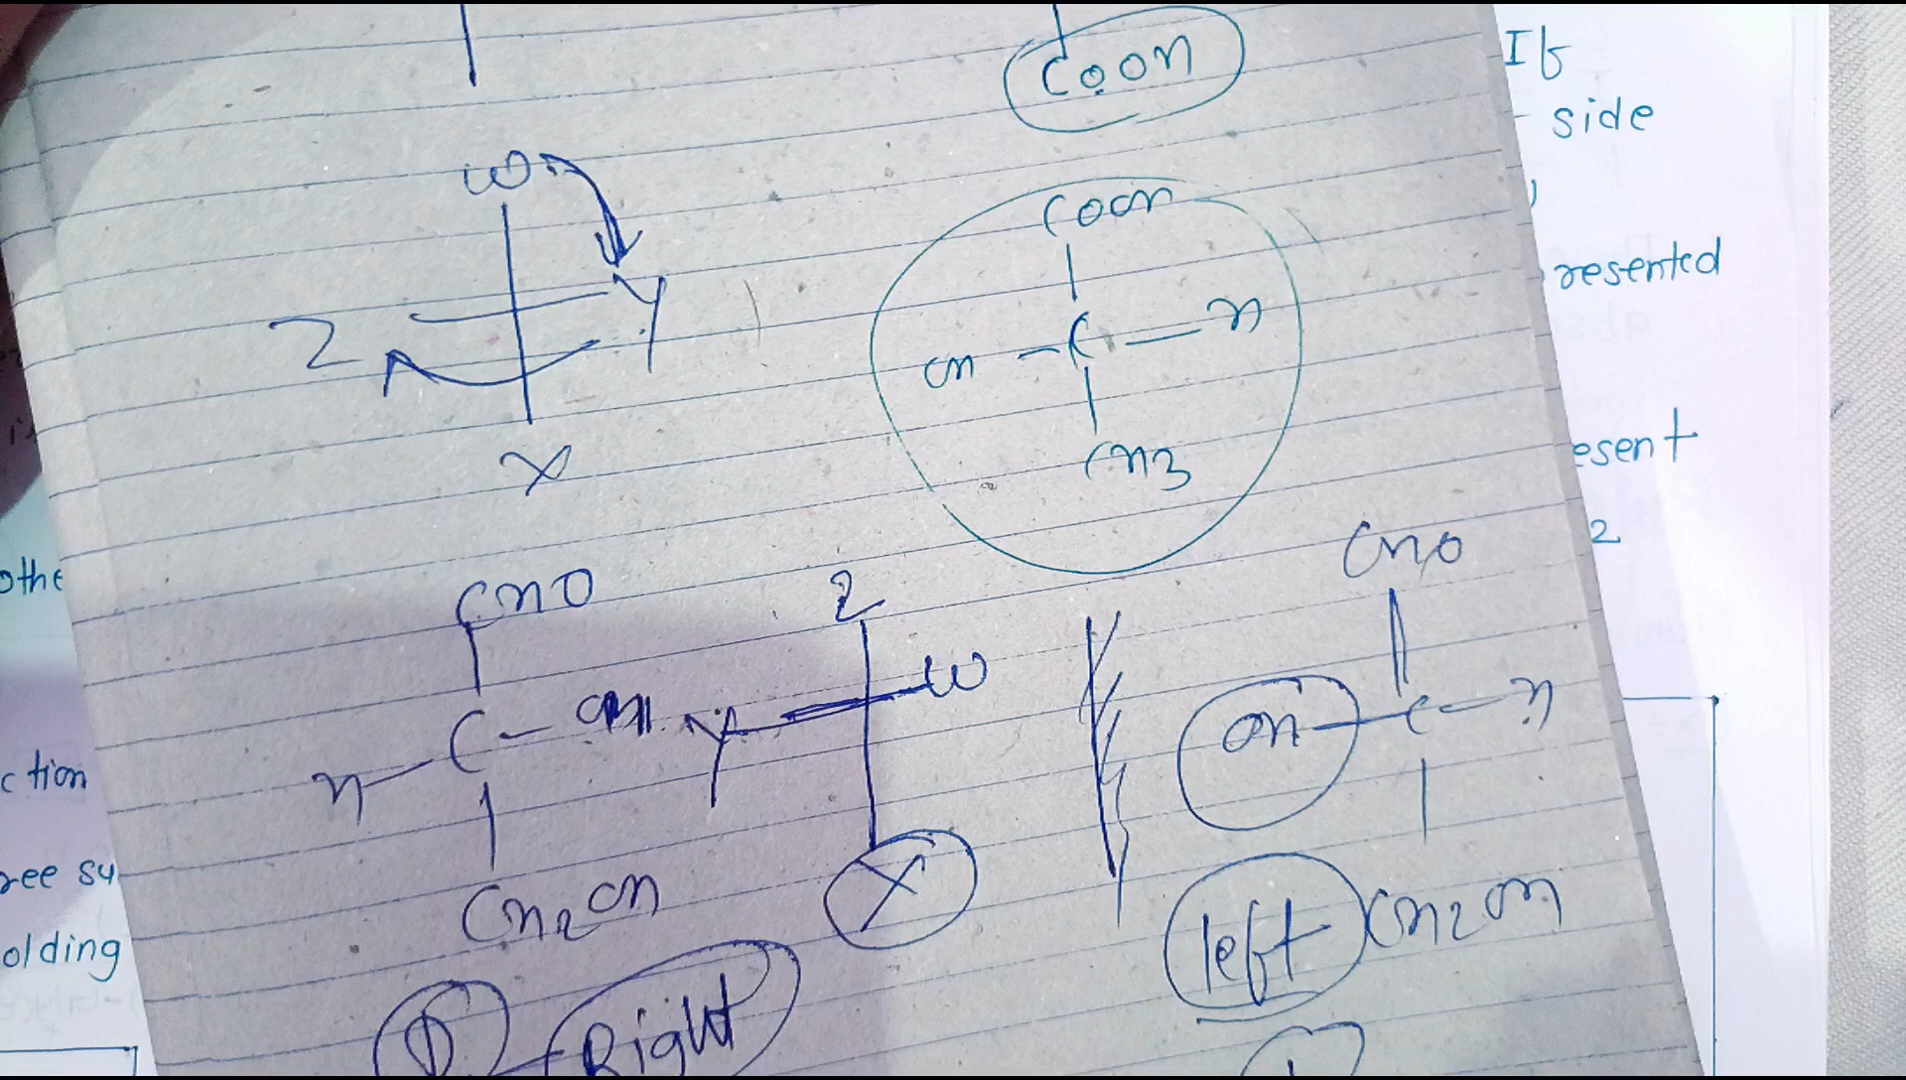 COOH
If
side
W
COOH
resented
Z
Y
OH
C
H
X
CH3
esent
2
othe
CHO
Z
CHO
W
C
OH
Y
OH
C
H
H
ction
CH2OH
X
left
CH2OH
ree su
olding
D
Right